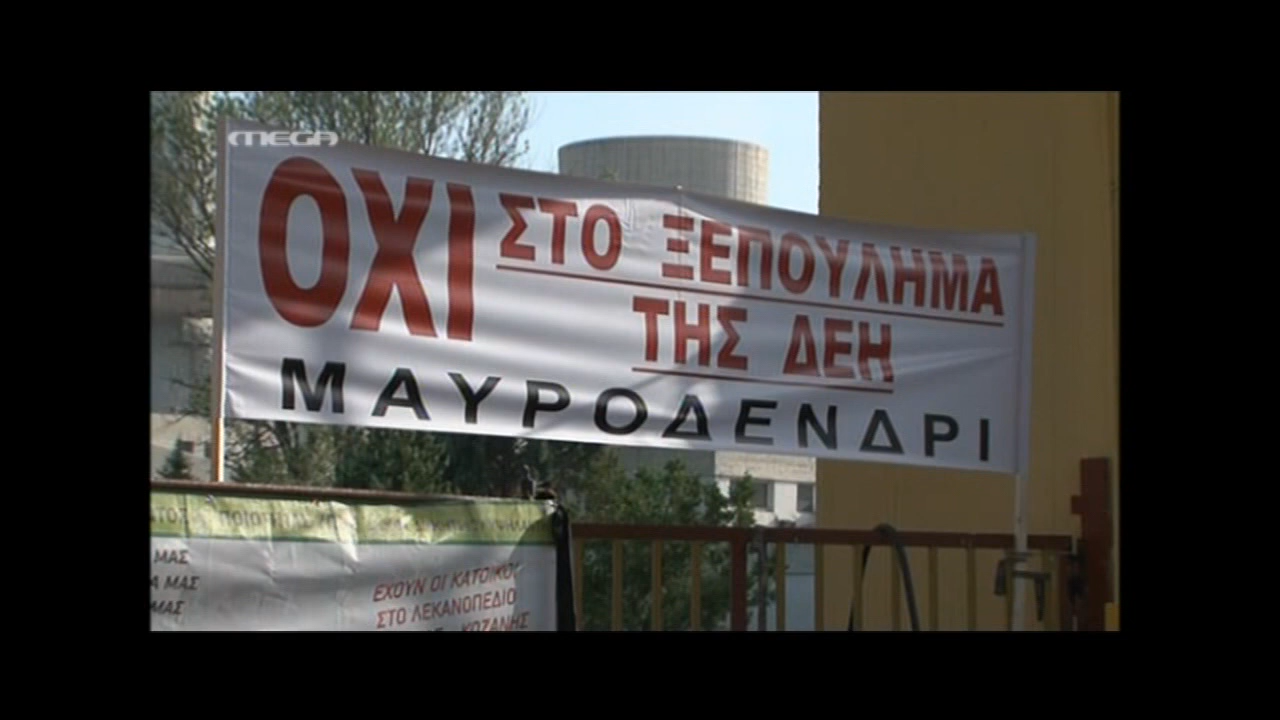 MEGA
ΟΧΙ ΣΤΟ ΞΕΠΟΥΛΗΜΑ
ΤΗΣ ΔΕΗ
ΜΑΥΡΟΔΕΝΔΡΙ
ΜΑΣ
ΜΑΣ
ΜΑΣ
ΕΧΟΥΝ ΟΙ ΚΑΤΟΙΚΟΙ
ΣΤΟ ΛΕΚΑΝΟΠΕΔΙΟ
ΚΟΖΑΝΗΣ